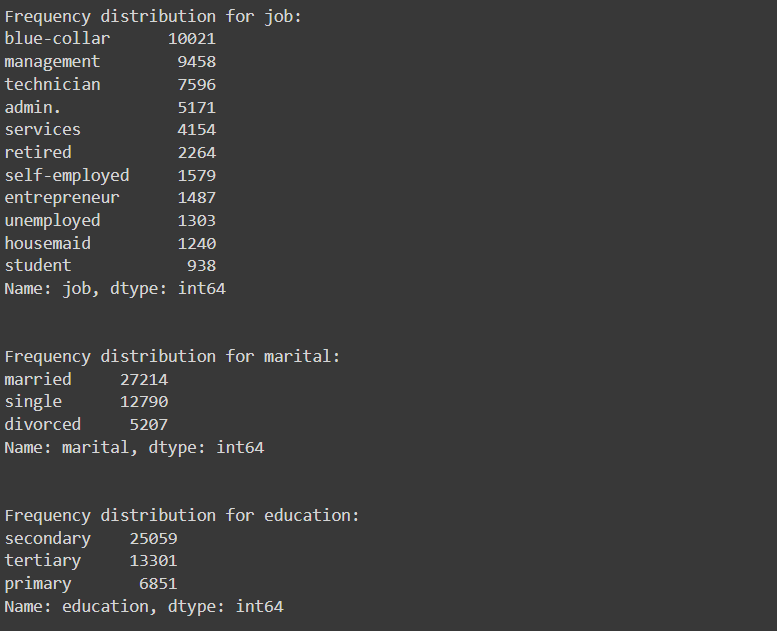 Frequency distribution for job:
blue-collar      10021
management        9458
technician        7596
admin.            5171
services          4154
retired           2264
self-employed     1579
entrepreneur      1487
unemployed        1303
housemaid         1240
student            938
Name: job, dtype: int64
Frequency distribution for marital:
married     27214
single      12790
divorced     5207
Name: marital, dtype: int64
Frequency distribution for education:
secondary    25059
tertiary     13301
primary       6851
Name: education, dtype: int64